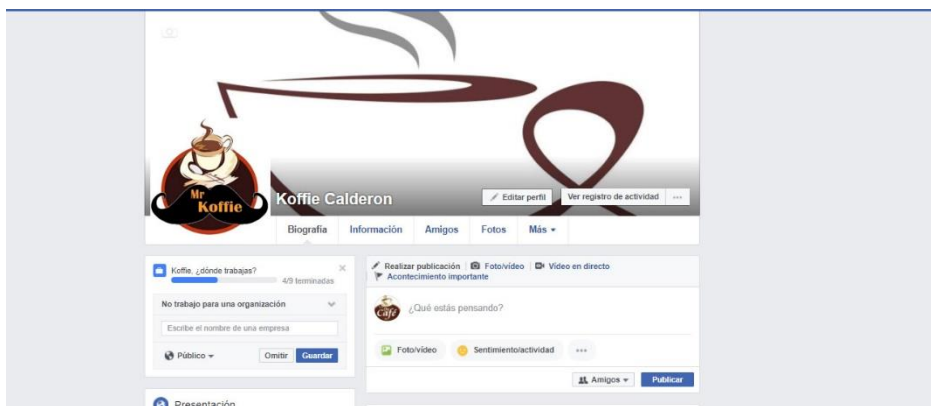 Mr
Koffie
Koffie Calderon
Editar perfil
Ver registro de actividad
Biografía Información Amigos Fotos Más
Koffie, ¿dónde trabajas?
4/9 terminadas
No trabajo para una organización
Escribe el nombre de una empresa
Público Omitir Guardar
Presentación
Realizar publicación Foto/vídeo Vídeo en directo
Acontecimiento importante
Café
¿Qué estás pensando?
Foto/vídeo Sentimiento/actividad
Amigos Publicar